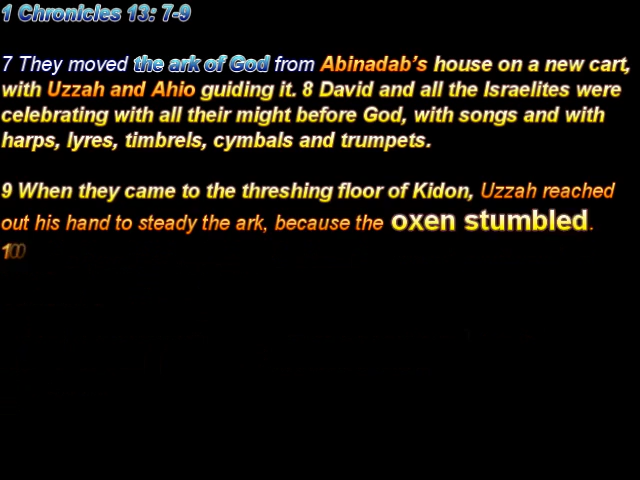 1 Chronicles 13: 7-9
7 They moved the ark of God from Abinadab’s house on a new cart,
with Uzzah and Ahio guiding it. 8 David and all the Israelites were
celebrating with all their might before God, with songs and with
harps, lyres, timbrels, cymbals and trumpets.
9 When they came to the threshing floor of Kidon, Uzzah reached
out his hand to steady the ark, because the oxen stumbled.